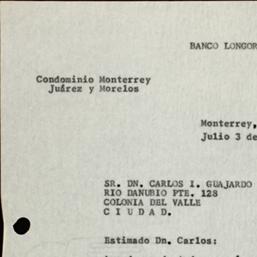 BANCO LONGOR
Condominio Monterrey
Juárez y Morelos
Monterrey,
Julio 3 de
SR. DN. CARLOS I. GUAJARDO
RIO DANUBIO PTE. 128
COLONIA DEL VALLE
C I U D A D.
Estimado Dn. Carlos: